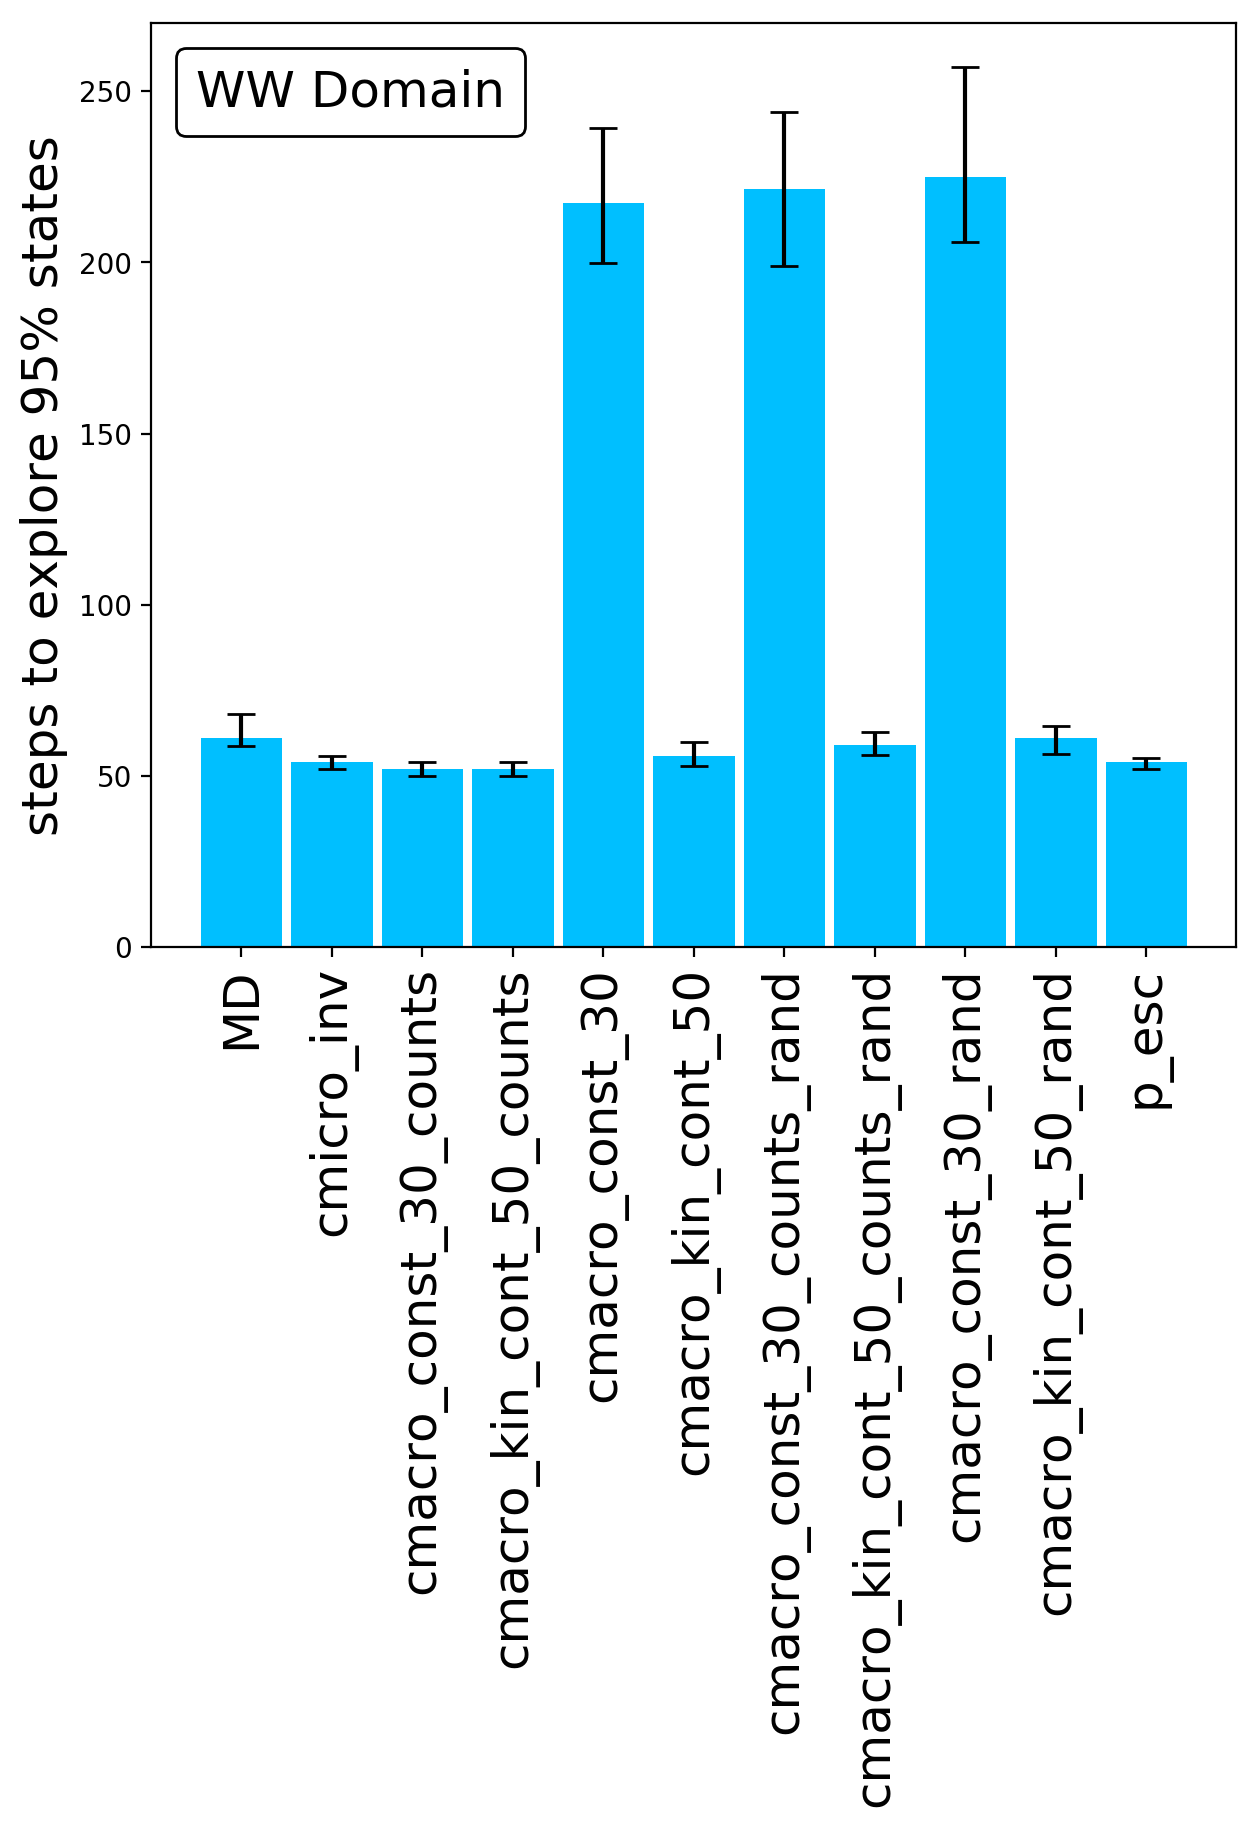 WW Domain
steps to explore 95% states
250
200
150
100
50
0
MD
cmicro_inv
cmacro_const_30_counts
cmacro_kin_cont_50_counts
cmacro_const_30
cmacro_kin_cont_50
cmacro_const_30_counts_rand
cmacro_kin_cont_50_counts_rand
cmacro_const_30_rand
cmacro_kin_cont_50_rand
p_esc